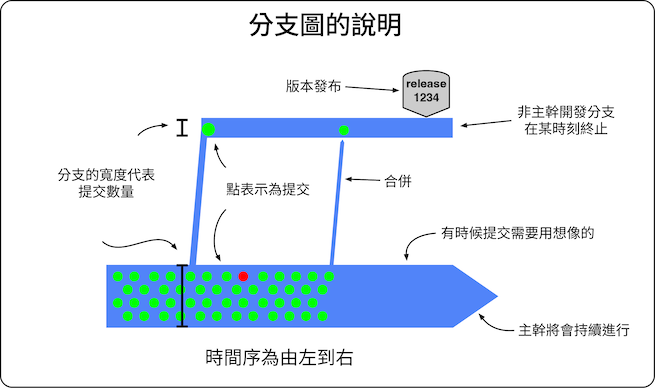 分支圖的說明
版本發布
release
1234
非主幹開發分支
在某時刻終止
分支的寬度代表
提交數量
點表示為提交
合併
有時候提交需要用想像的
主幹將會持續進行
時間序為由左到右